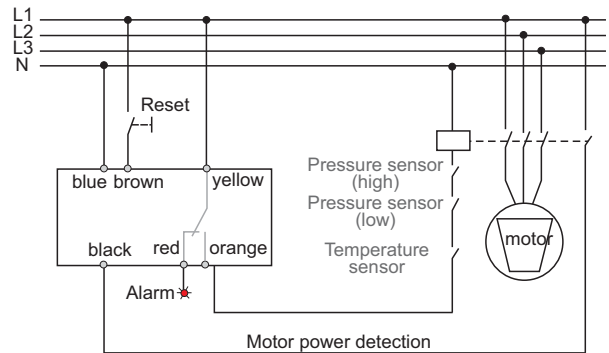 L1
L2
L3
N
Reset
blue brown yellow
black red orange
Alarm
Pressure sensor
(high)
Pressure sensor
(low)
Temperature
sensor
motor
Motor power detection